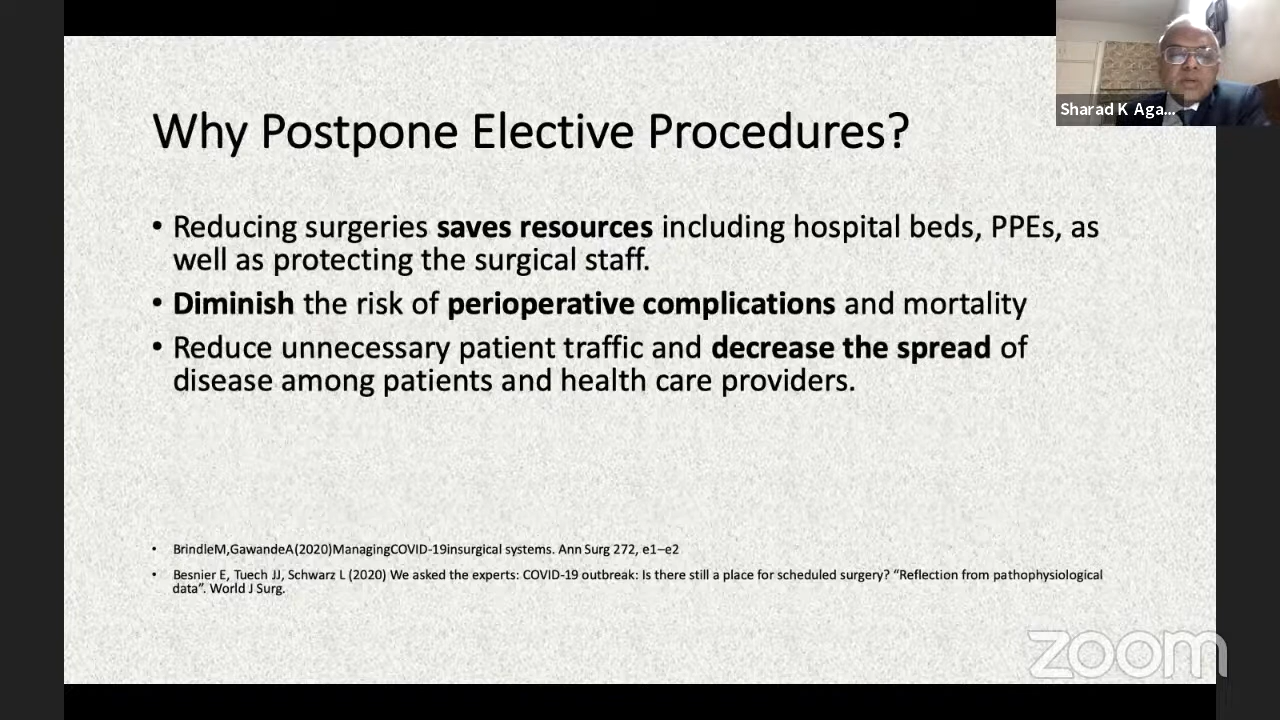 Sharad K Aga...
Why Postpone Elective Procedures?
• Reducing surgeries saves resources including hospital beds, PPEs, as
well as protecting the surgical staff.
• Diminish the risk of perioperative complications and mortality
• Reduce unnecessary patient traffic and decrease the spread of
disease among patients and health care providers.
• BrindleM,GawandeA(2020)ManagingCOVID-19insurgical systems. Ann Surg 272, e1–e2
• Besnier E, Tuech JJ, Schwarz L (2020) We asked the experts: COVID-19 outbreak: Is there still a place for scheduled surgery? “Reflection from pathophysiological
data”. World J Surg.
zoom